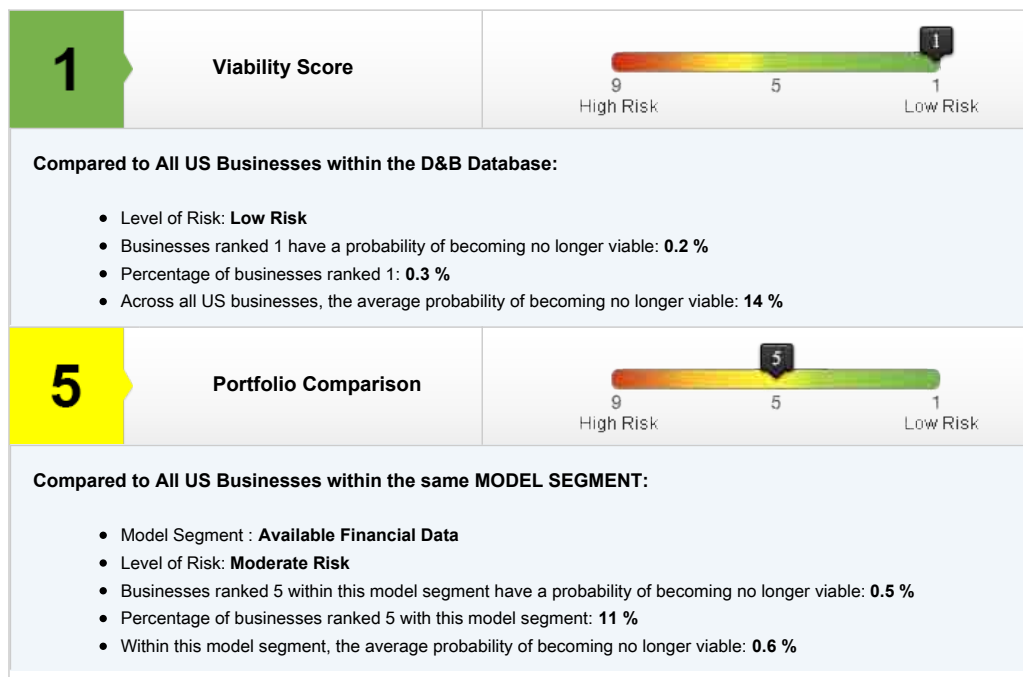 1
Viability Score
1
9
5
1
High Risk
Low Risk
Compared to All US Businesses within the D&B Database:
Level of Risk: Low Risk
Businesses ranked 1 have a probability of becoming no longer viable: 0.2 %
Percentage of businesses ranked 1: 0.3 %
Across all US businesses, the average probability of becoming no longer viable: 14 %
5
Portfolio Comparison
5
9
5
1
High Risk
Low Risk
Compared to All US Businesses within the same MODEL SEGMENT:
Model Segment : Available Financial Data
Level of Risk: Moderate Risk
Businesses ranked 5 within this model segment have a probability of becoming no longer viable: 0.5 %
Percentage of businesses ranked 5 with this model segment: 11 %
Within this model segment, the average probability of becoming no longer viable: 0.6 %